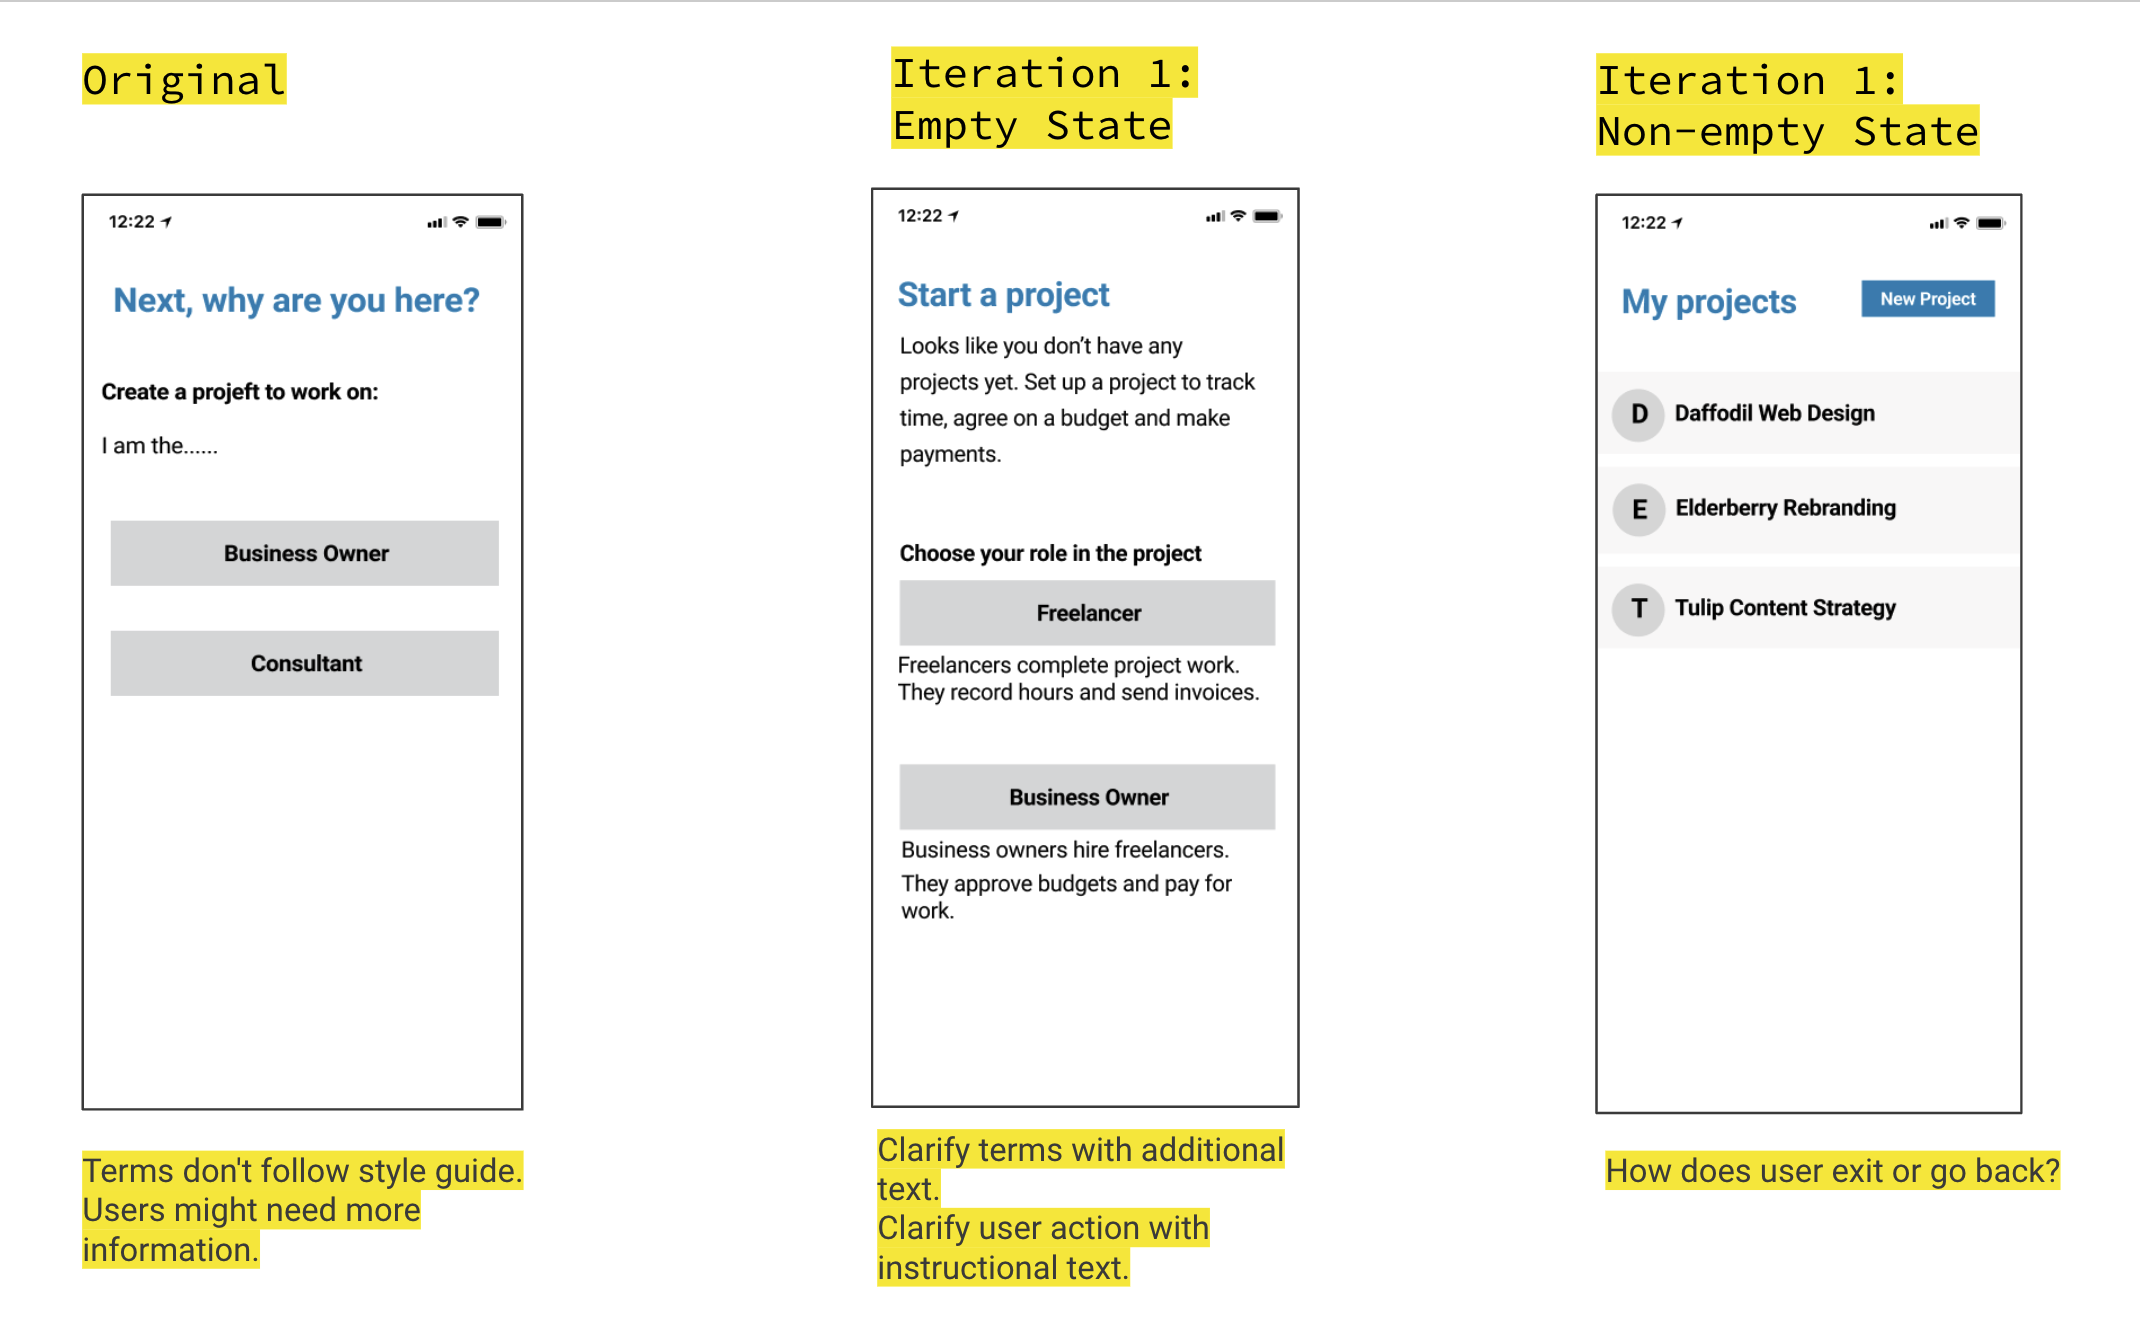 Original
12:22
Next, why are you here?
Create a projeft to work on:
I am the......
Business Owner
Consultant
Terms don't follow style guide.
Users might need more
information.
Iteration 1:
Empty State
12:22
Start a project
Looks like you don’t have any
projects yet. Set up a project to track
time, agree on a budget and make
payments.
Choose your role in the project
Freelancer
Freelancers complete project work.
They record hours and send invoices.
Business Owner
Business owners hire freelancers.
They approve budgets and pay for
work.
Clarify terms with additional
text.
Clarify user action with
instructional text.
Iteration 1:
Non-empty State
12:22
My projects
New Project
D Daffodil Web Design
E Elderberry Rebranding
T Tulip Content Strategy
How does user exit or go back?